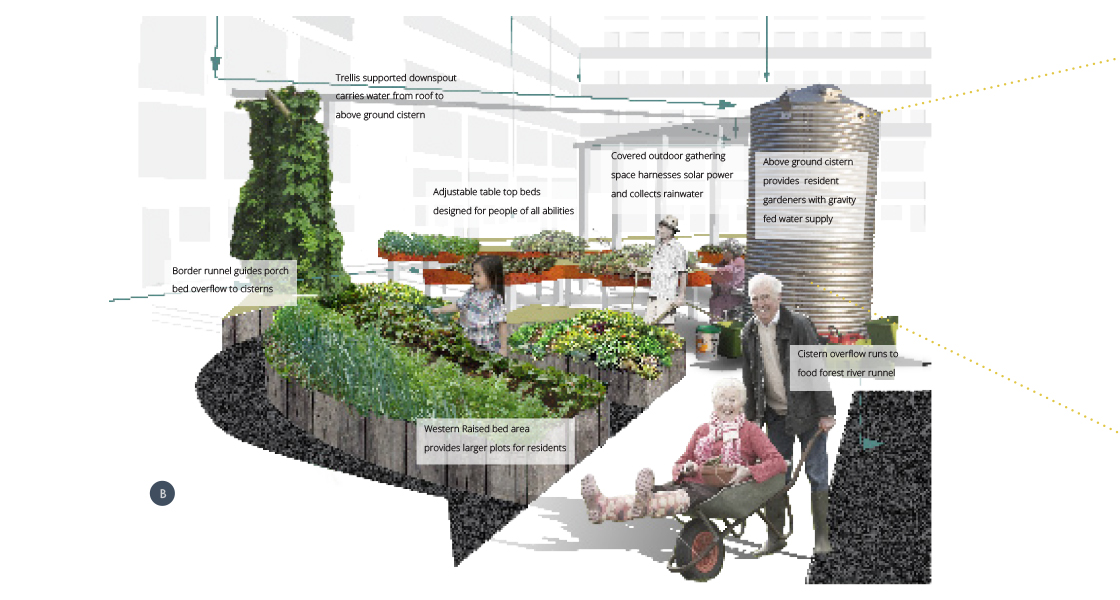 Trellis supported downspout
carries water from roof to
above ground cistern
Covered outdoor gathering
space harnesses solar power
and collects rainwater
Above ground cistern
provides resident
gardeners with gravity
fed water supply
Adjustable table top beds
designed for people of all abilities
Border runnel guides porch
bed overflow to cisterns
Cistern overflow runs to
food forest river runnel
Western Raised bed area
provides larger plots for residents
B